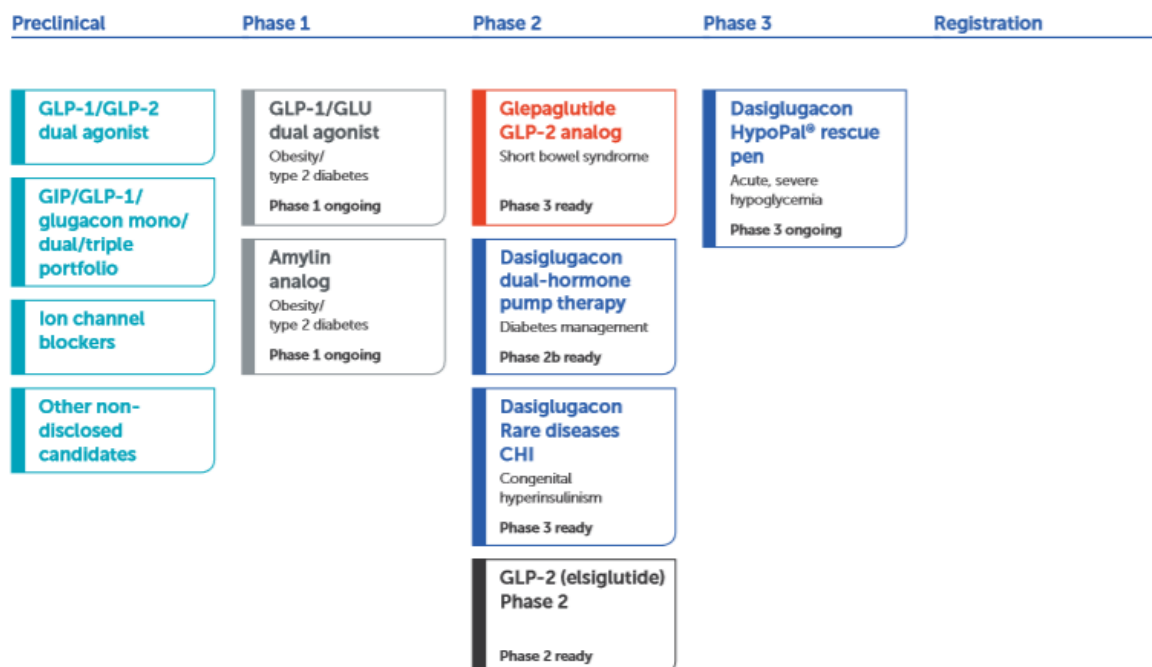 Preclinical
Phase 1
Phase 2
Phase 3
Registration
GLP-1/GLP-2
dual agonist
GIP/GLP-1/
glugacon mono/
dual/triple
portfolio
Ion channel
blockers
Other non-
disclosed
candidates
GLP-1/GLU
dual agonist
Obesity/
type 2 diabetes
Phase 1 ongoing
Amylin
analog
Obesity/
type 2 diabetes
Phase 1 ongoing
Glepaglutide
GLP-2 analog
Short bowel syndrome
Phase 3 ready
Dasiglugacon
dual-hormone
pump therapy
Diabetes management
Phase 2b ready
Dasiglugacon
Rare diseases
CHI
Congenital
hyperinsulinism
Phase 3 ready
GLP-2 (elsiglutide)
Phase 2
Phase 2 ready
Dasiglugacon
HypoPal® rescue
pen
Acute, severe
hypoglycemia
Phase 3 ongoing